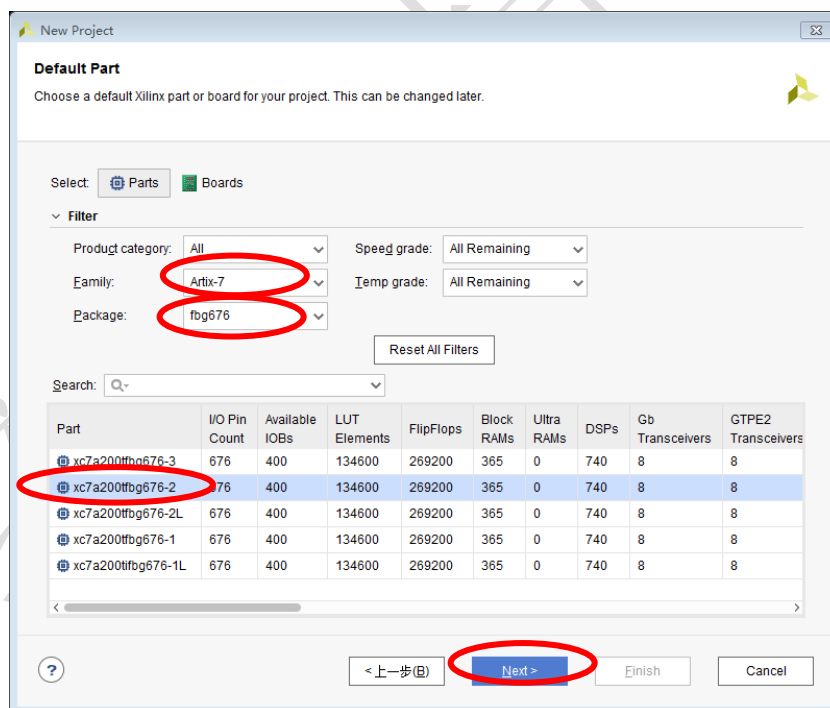 New Project
Default Part
Choose a default Xilinx part or board for your project. This can be changed later.
Select: Parts Boards
Filter
Product category: All Speed grade: All Remaining
Family: Artix-7 Temp grade: All Remaining
Package: fbg676
Reset All Filters
Search: Q-
Part I/O Pin Count Available IOBs LUT Elements FlipFlops Block RAMs Ultra RAMs DSPs Gb Transceivers GTPE2 Transceivers
xc7a200tfbg676-3 676 400 134600 269200 365 0 740 8 8
xc7a200tfbg676-2 676 400 134600 269200 365 0 740 8 8
xc7a200tfbg676-2L 676 400 134600 269200 365 0 740 8 8
xc7a200tfbg676-1 676 400 134600 269200 365 0 740 8 8
xc7a200tifbg676-1L 676 400 134600 269200 365 0 740 8 8
? <上一步(B) Next > Finish Cancel